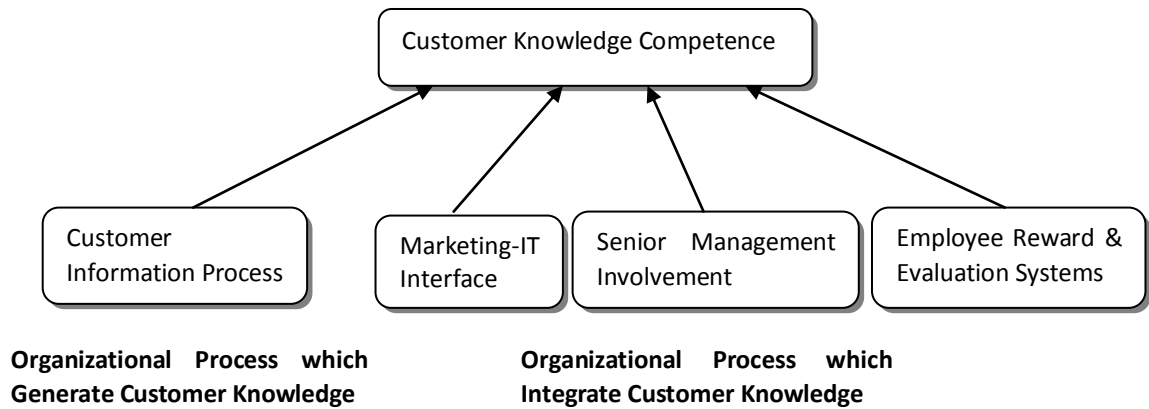 Customer Knowledge Competence
Customer
Information Process
Marketing-IT
Interface
Senior Management
Involvement
Employee Reward &
Evaluation Systems
Organizational Process which
Generate Customer Knowledge
Organizational Process which
Integrate Customer Knowledge